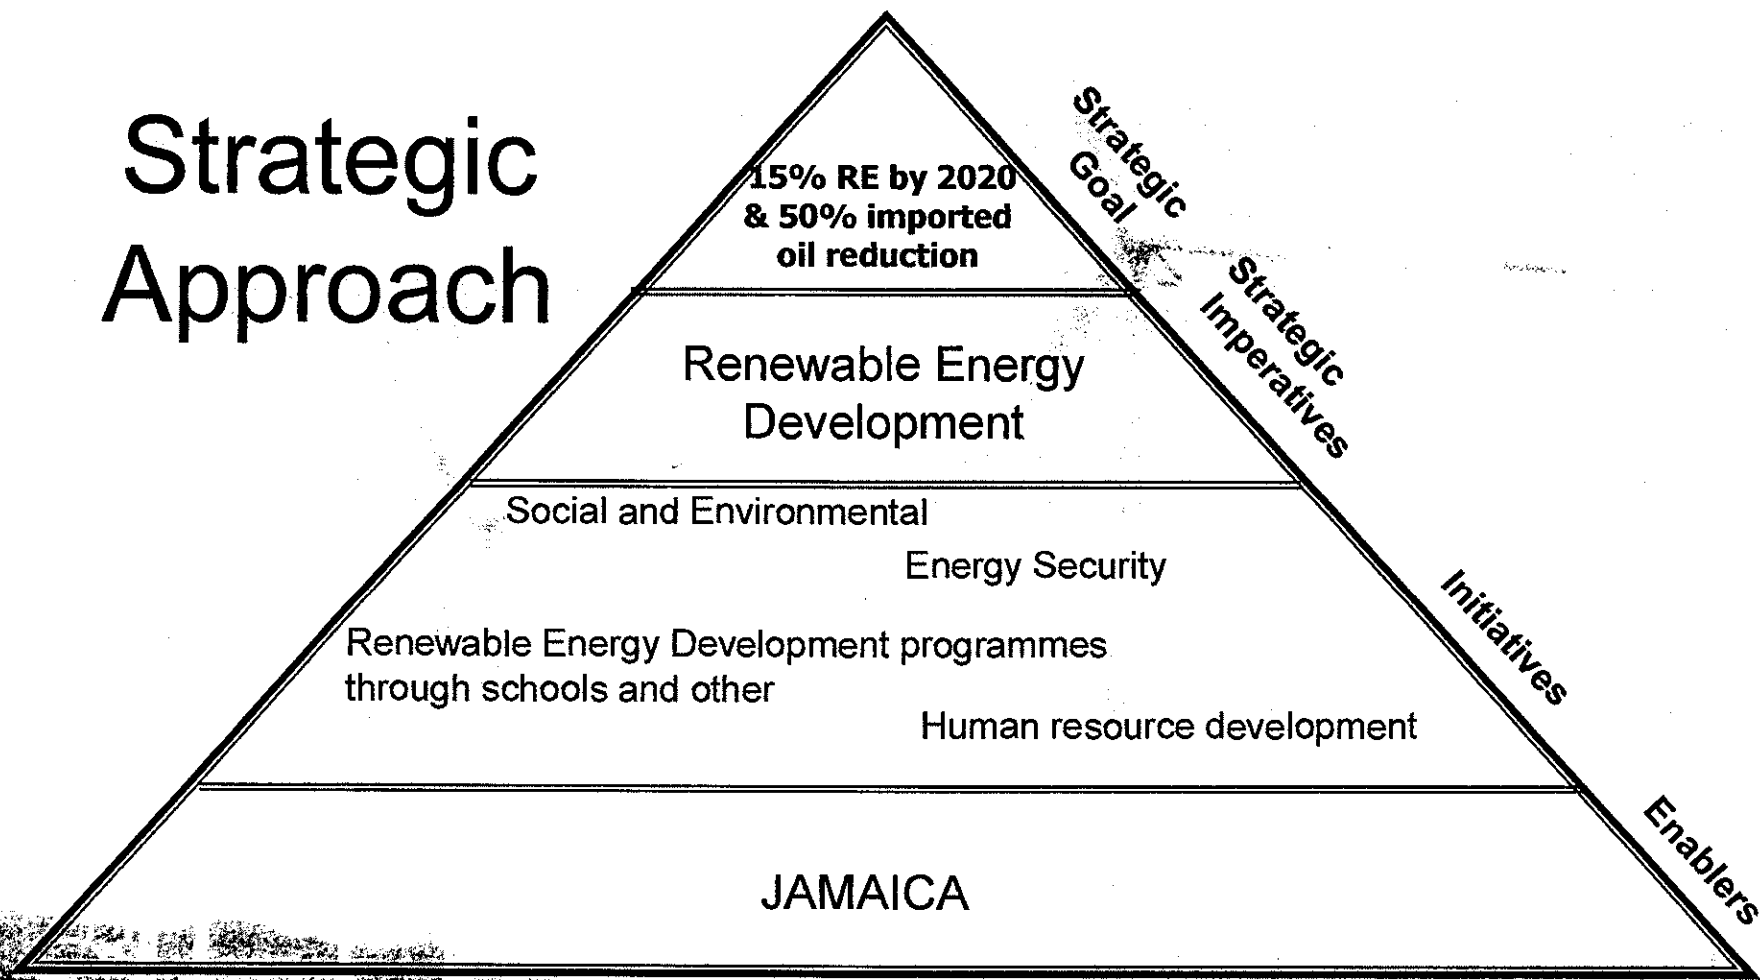 Strategic
Approach
15% RE by 2020
& 50% imported
oil reduction
Strategic
Goal
Renewable Energy
Development
Strategic
Imperatives
Social and Environmental
Energy Security
Renewable Energy Development programmes
through schools and other
Human resource development
Initiatives
JAMAICA
Enablers